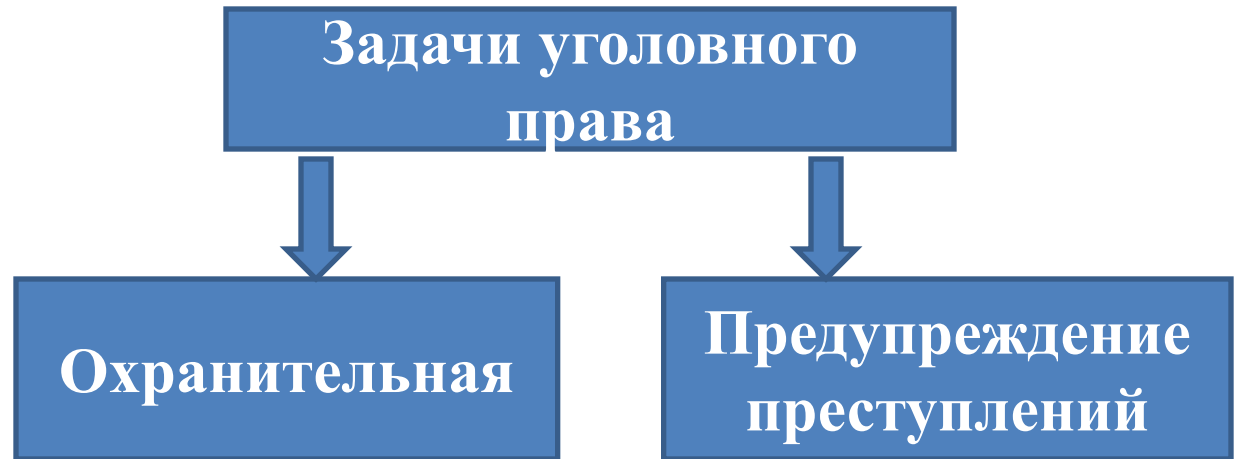 Задачи уголовного
права
Охранительная
Предупреждение
преступлений